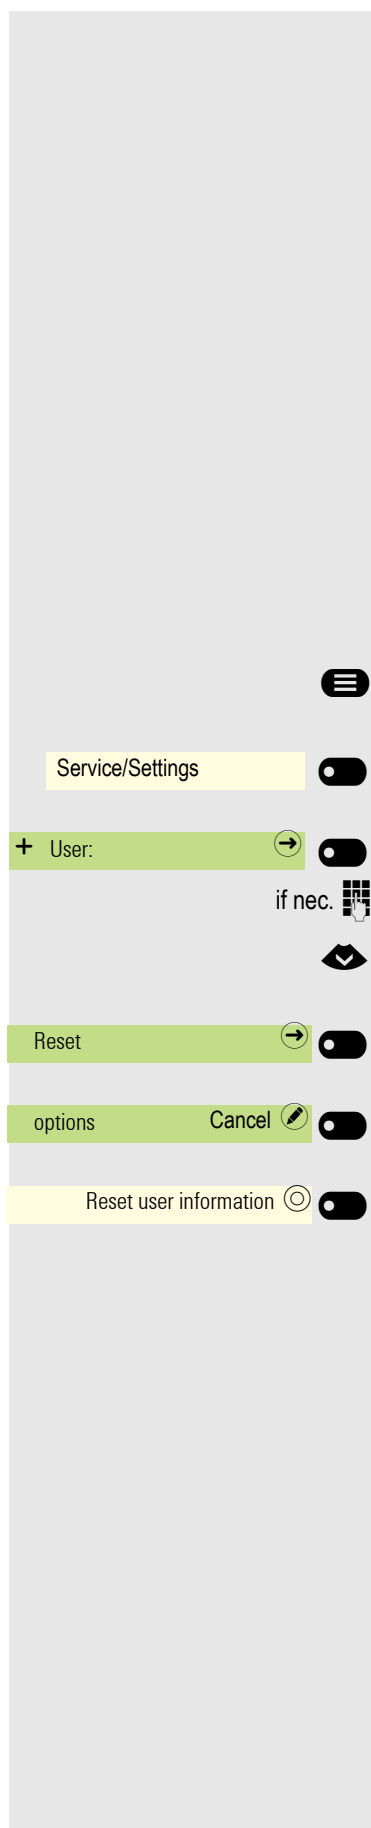 Service/Settings
+ User:
if nec.
Reset
options Cancel
Reset user information